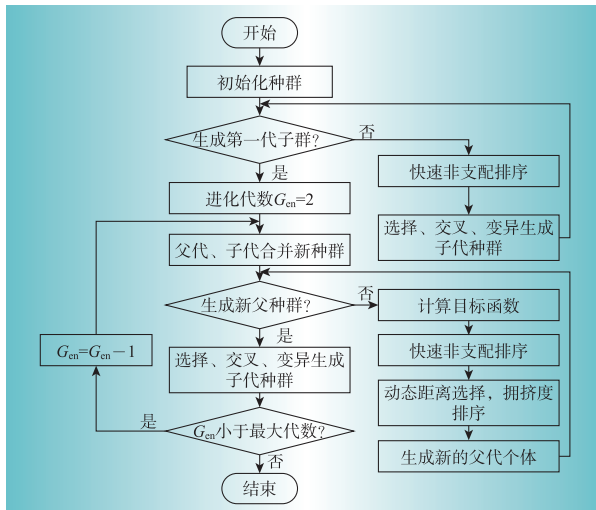 开始
初始化种群
生成第一代子群?
否
是
快速非支配排序
进化代数Gen=2
选择、交叉、变异生成
子代种群
父代、子代合并新种群
生成新父种群?
否
是
计算目标函数
Gen=Gen－1
选择、交叉、变异生成
子代种群
快速非支配排序
动态距离选择，拥挤度
排序
Gen小于最大代数?
是
否
生成新的父代个体
结束